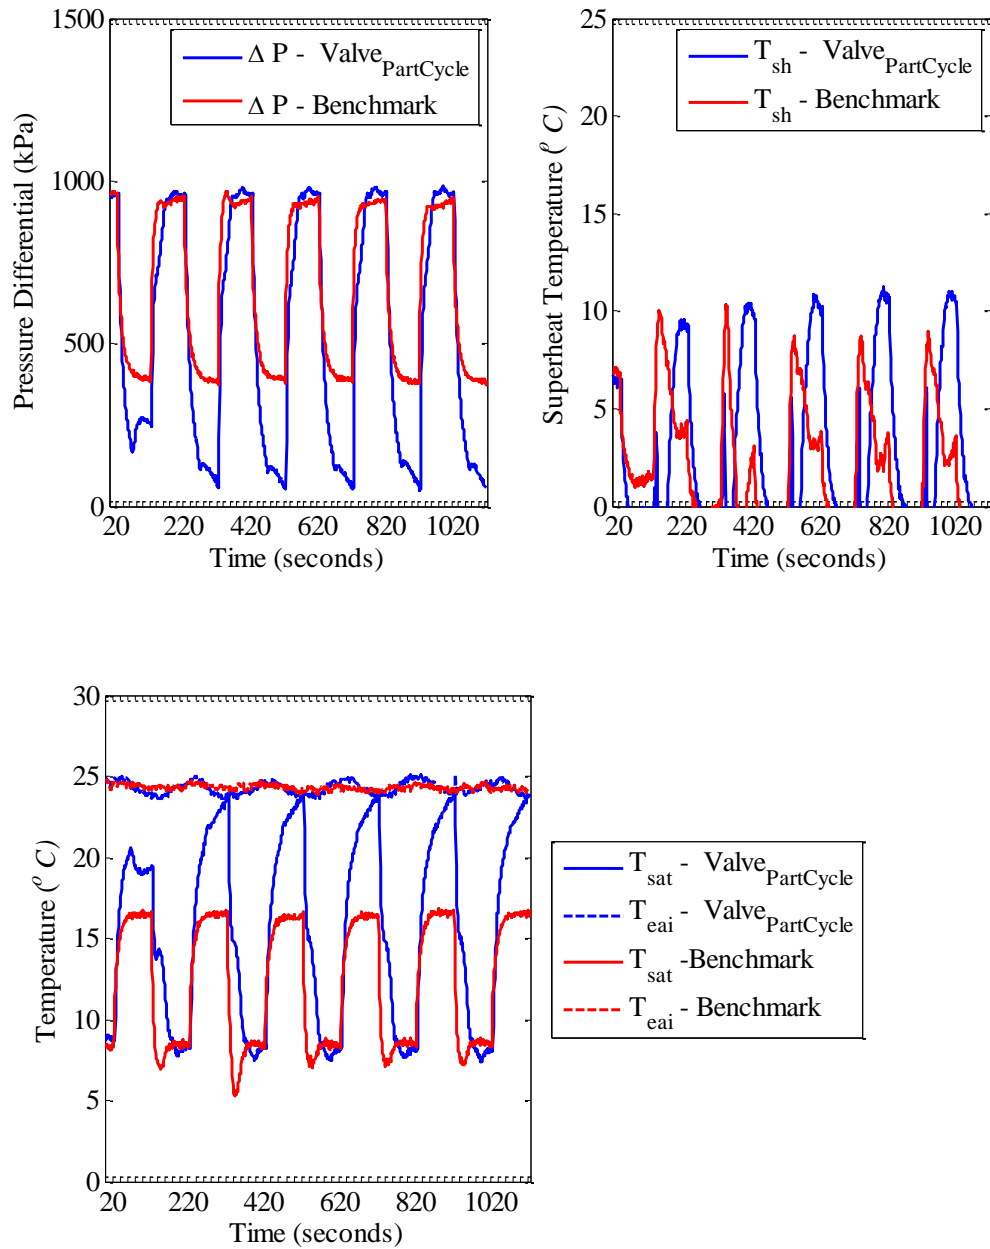 1500
1000
500
0
Pressure Differential (kPa)
Δ P - Valve_PartCycle
Δ P - Benchmark
20 220 420 620 820 1020
Time (seconds)
25
20
15
10
5
0
Superheat Temperature (⁰ C)
T_sh - Valve_PartCycle
T_sh - Benchmark
20 220 420 620 820 1020
Time (seconds)
30
25
20
15
10
5
0
Temperature (⁰ C)
20 220 420 620 820 1020
Time (seconds)
T_sat - Valve_PartCycle
T_eai - Valve_PartCycle
T_sat -Benchmark
T_eai - Benchmark